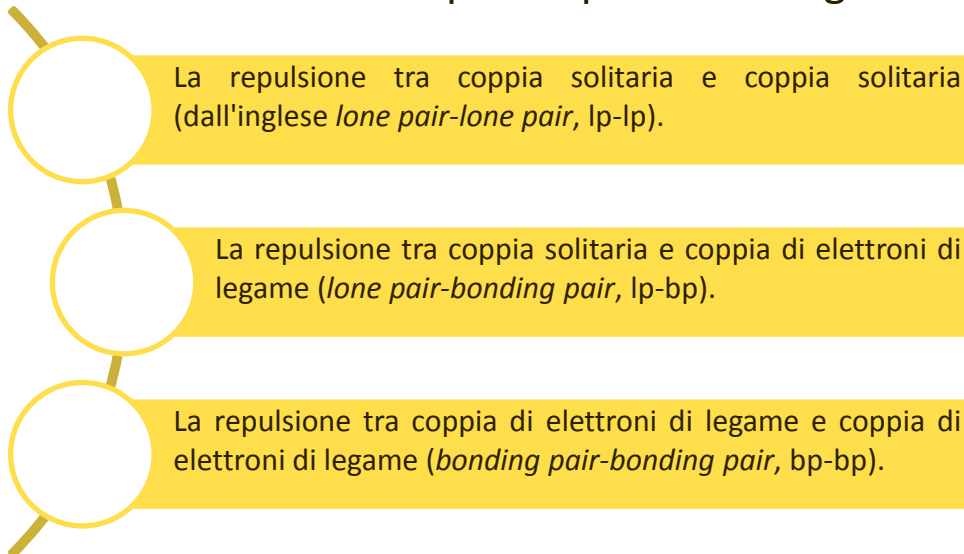 La repulsione tra coppia solitaria e coppia solitaria
(dall'inglese lone pair-lone pair, lp-lp).
La repulsione tra coppia solitaria e coppia di elettroni di
legame (lone pair-bonding pair, lp-bp).
La repulsione tra coppia di elettroni di legame e coppia di
elettroni di legame (bonding pair-bonding pair, bp-bp).